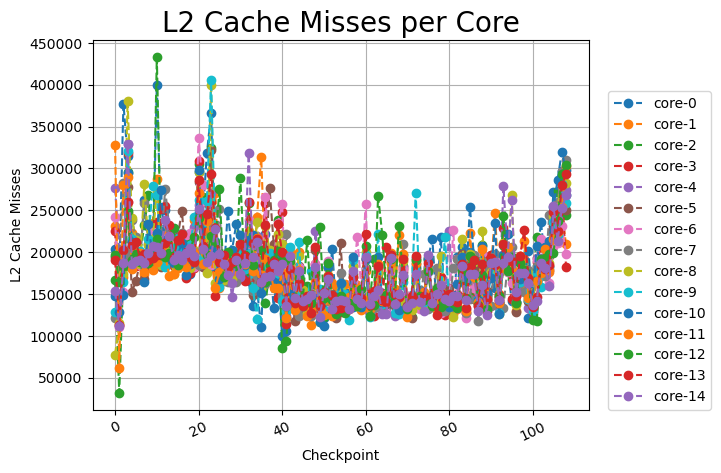 L2 Cache Misses per Core
L2 Cache Misses
450000
400000
350000
300000
250000
200000
150000
100000
50000
0
20
40
60
80
100
Checkpoint
core-0
core-1
core-2
core-3
core-4
core-5
core-6
core-7
core-8
core-9
core-10
core-11
core-12
core-13
core-14